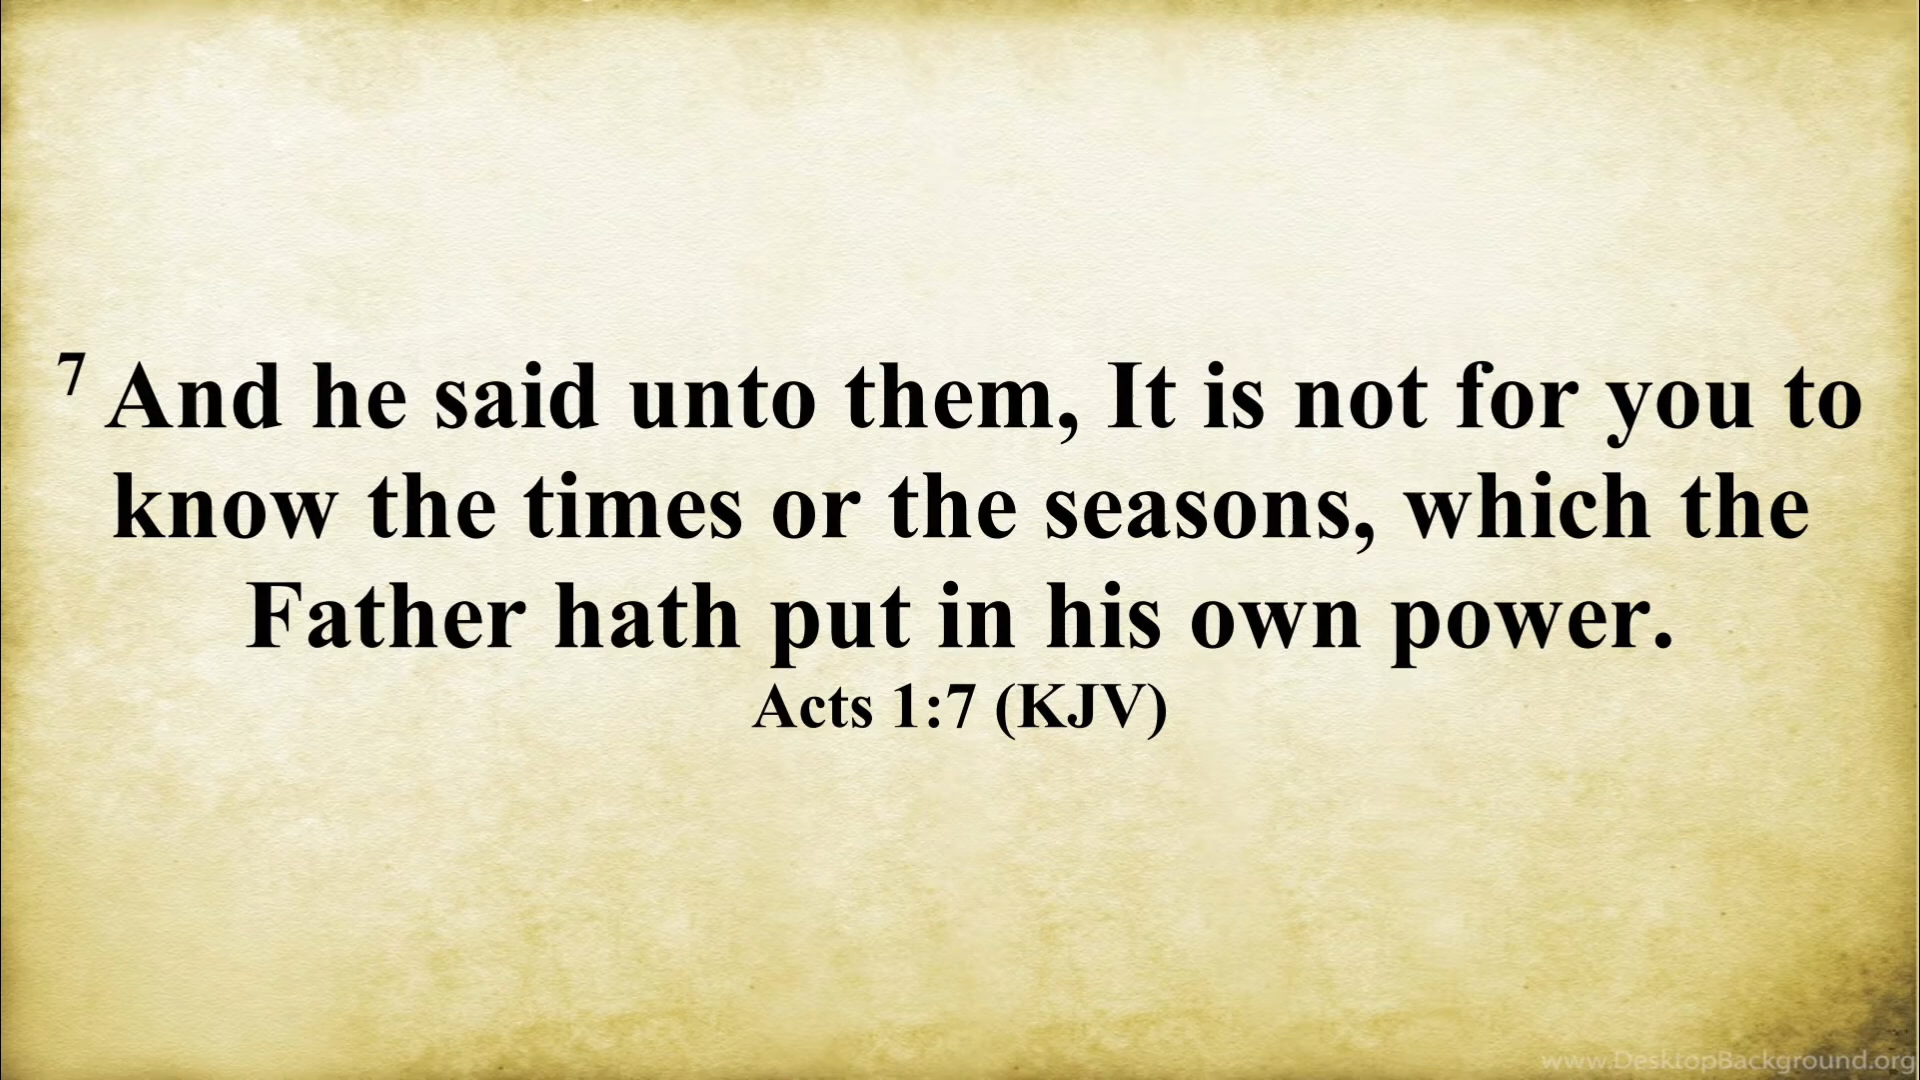 7 And he said unto them, It is not for you to
know the times or the seasons, which the
Father hath put in his own power.
Acts 1:7 (KJV)
www.DesktopBackground.org